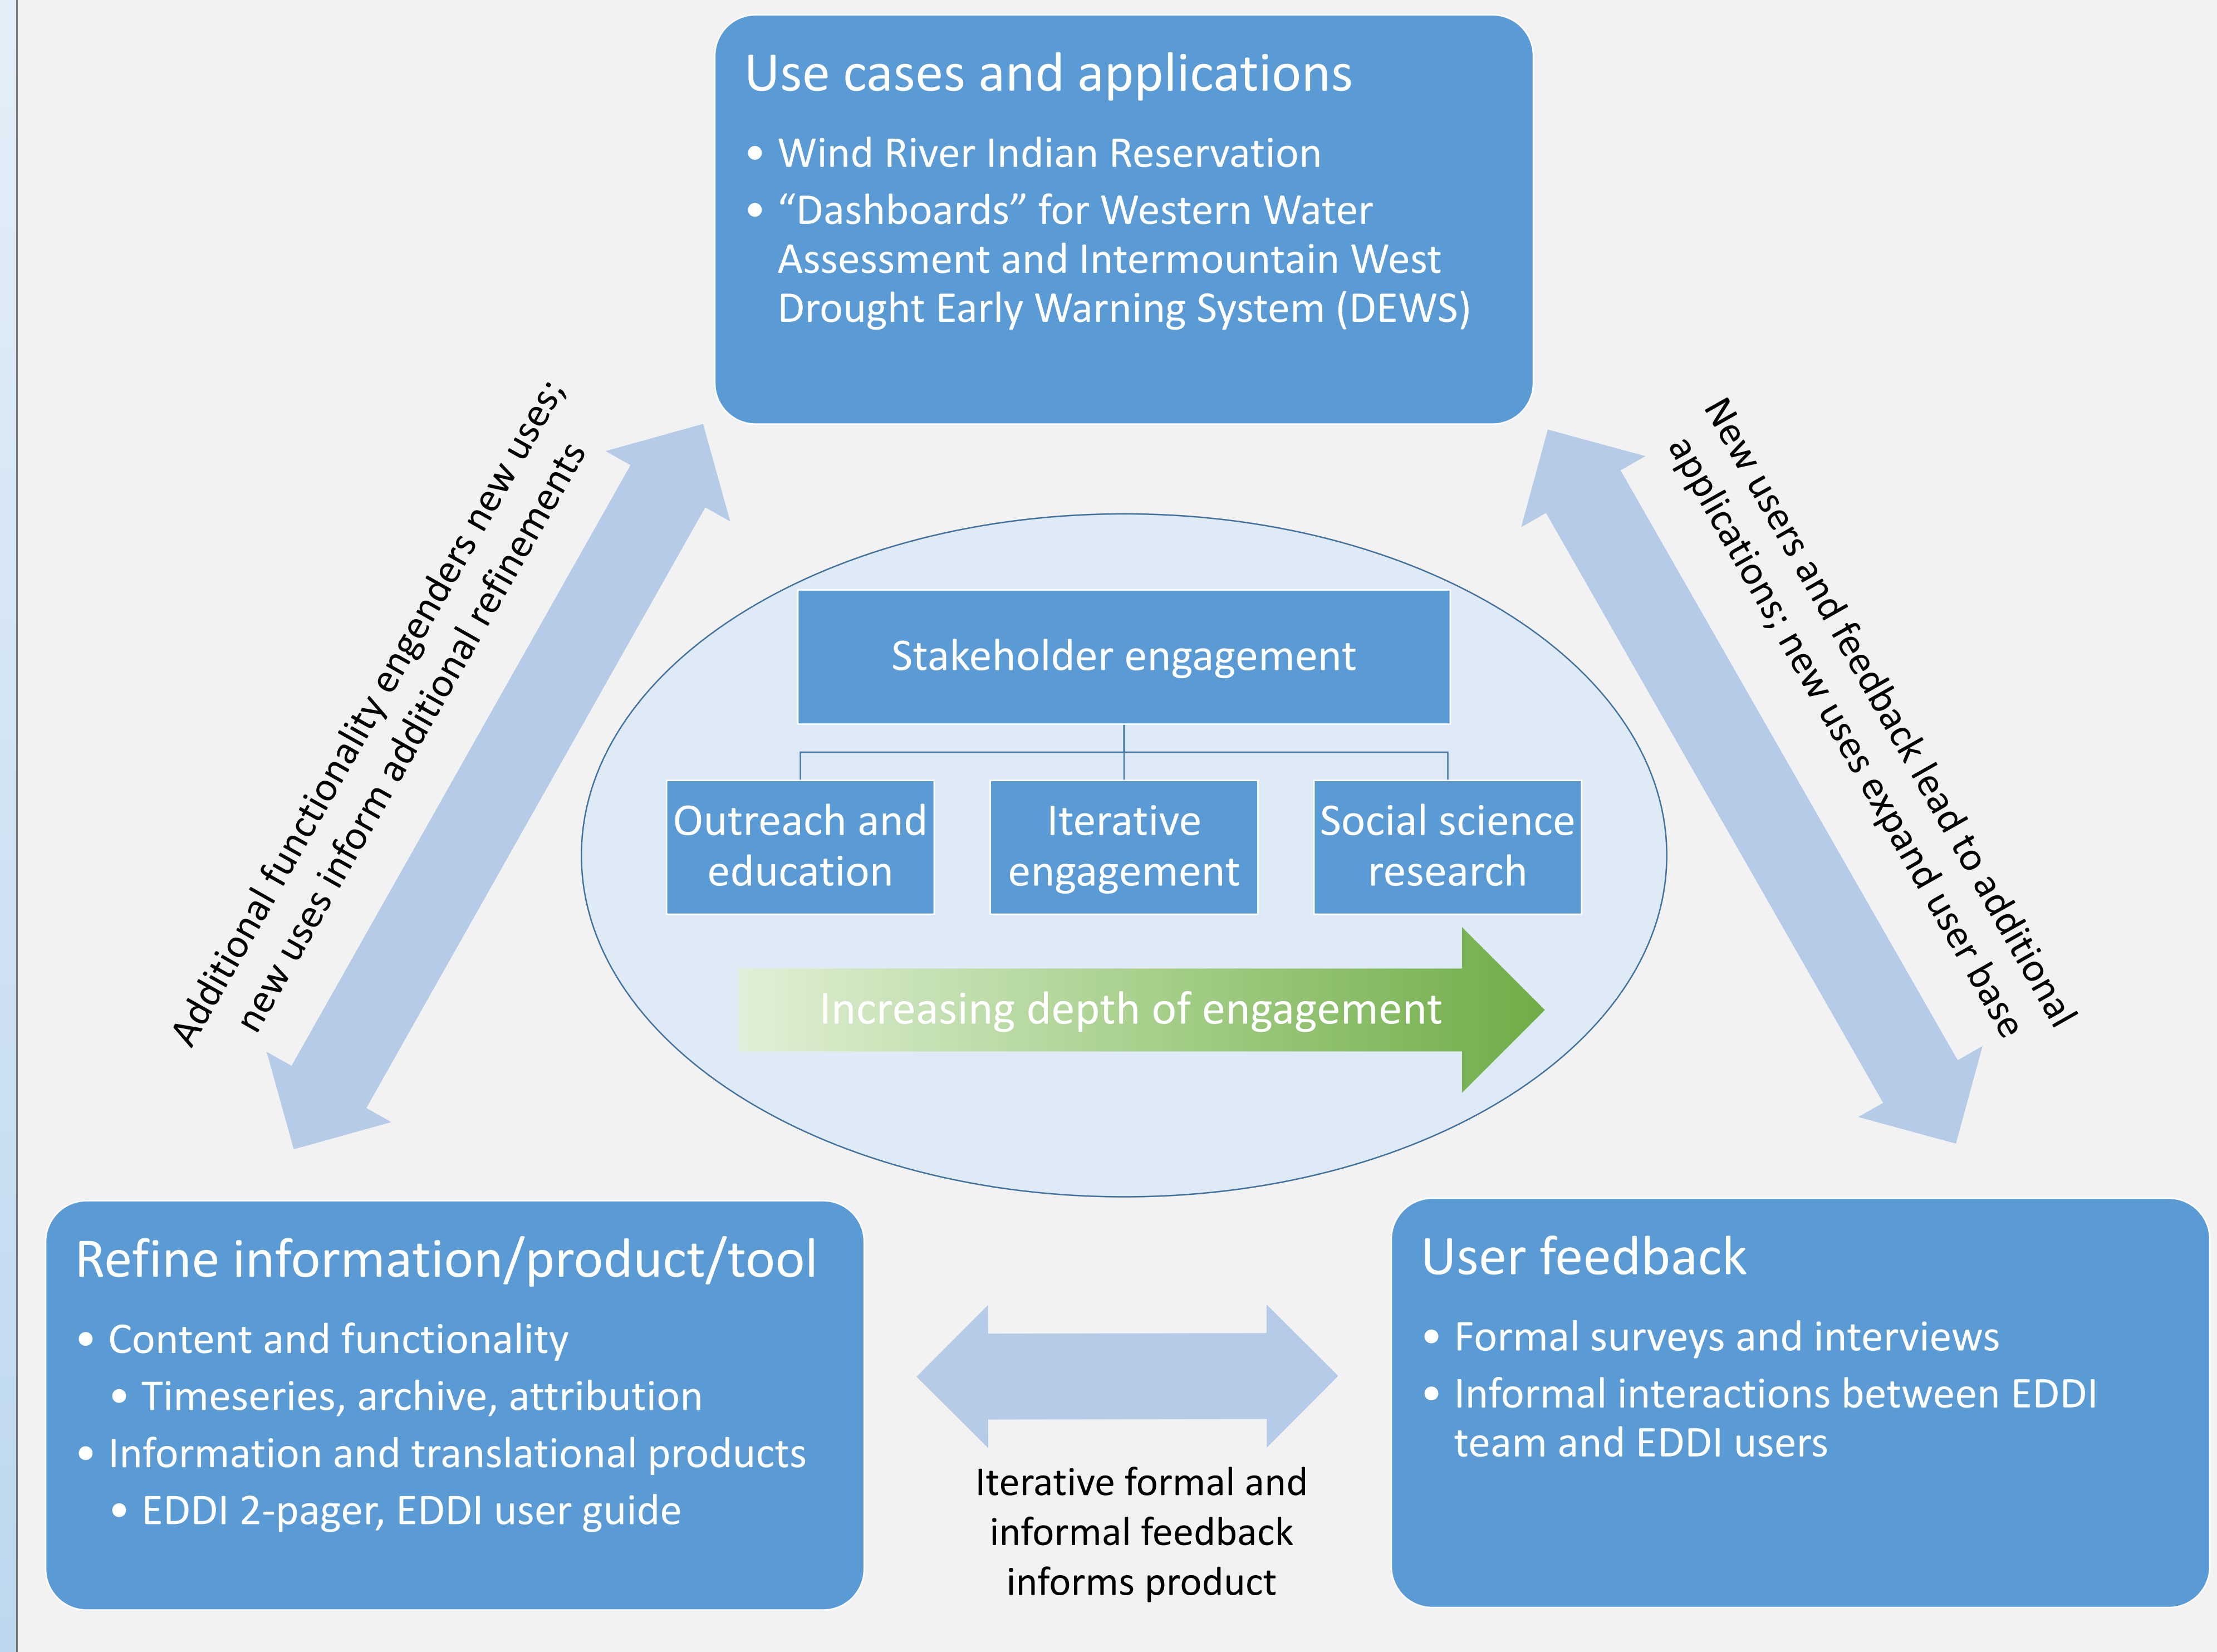 Use cases and applications
• Wind River Indian Reservation
• “Dashboards” for Western Water
Assessment and Intermountain West
Drought Early Warning System (DEWS)
Additional functionality engenders new uses;
new uses inform additional refinements
New users and feedback lead to additional
applications; new uses expand user base
Stakeholder engagement
Outreach and
education
Iterative
engagement
Social science
research
Increasing depth of engagement
Refine information/product/tool
• Content and functionality
• Timeseries, archive, attribution
• Information and translational products
• EDDI 2-pager, EDDI user guide
Iterative formal and
informal feedback
informs product
User feedback
• Formal surveys and interviews
• Informal interactions between EDDI
team and EDDI users